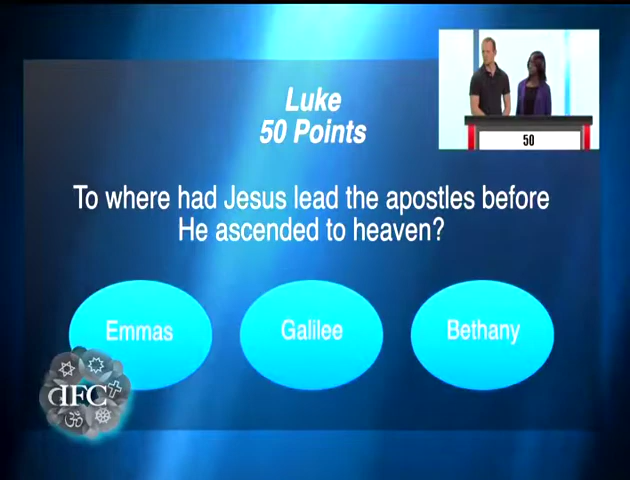 Luke
50 Points
50
To where had Jesus lead the apostles before
He ascended to heaven?
Emmas
Galilee
Bethany
IFC